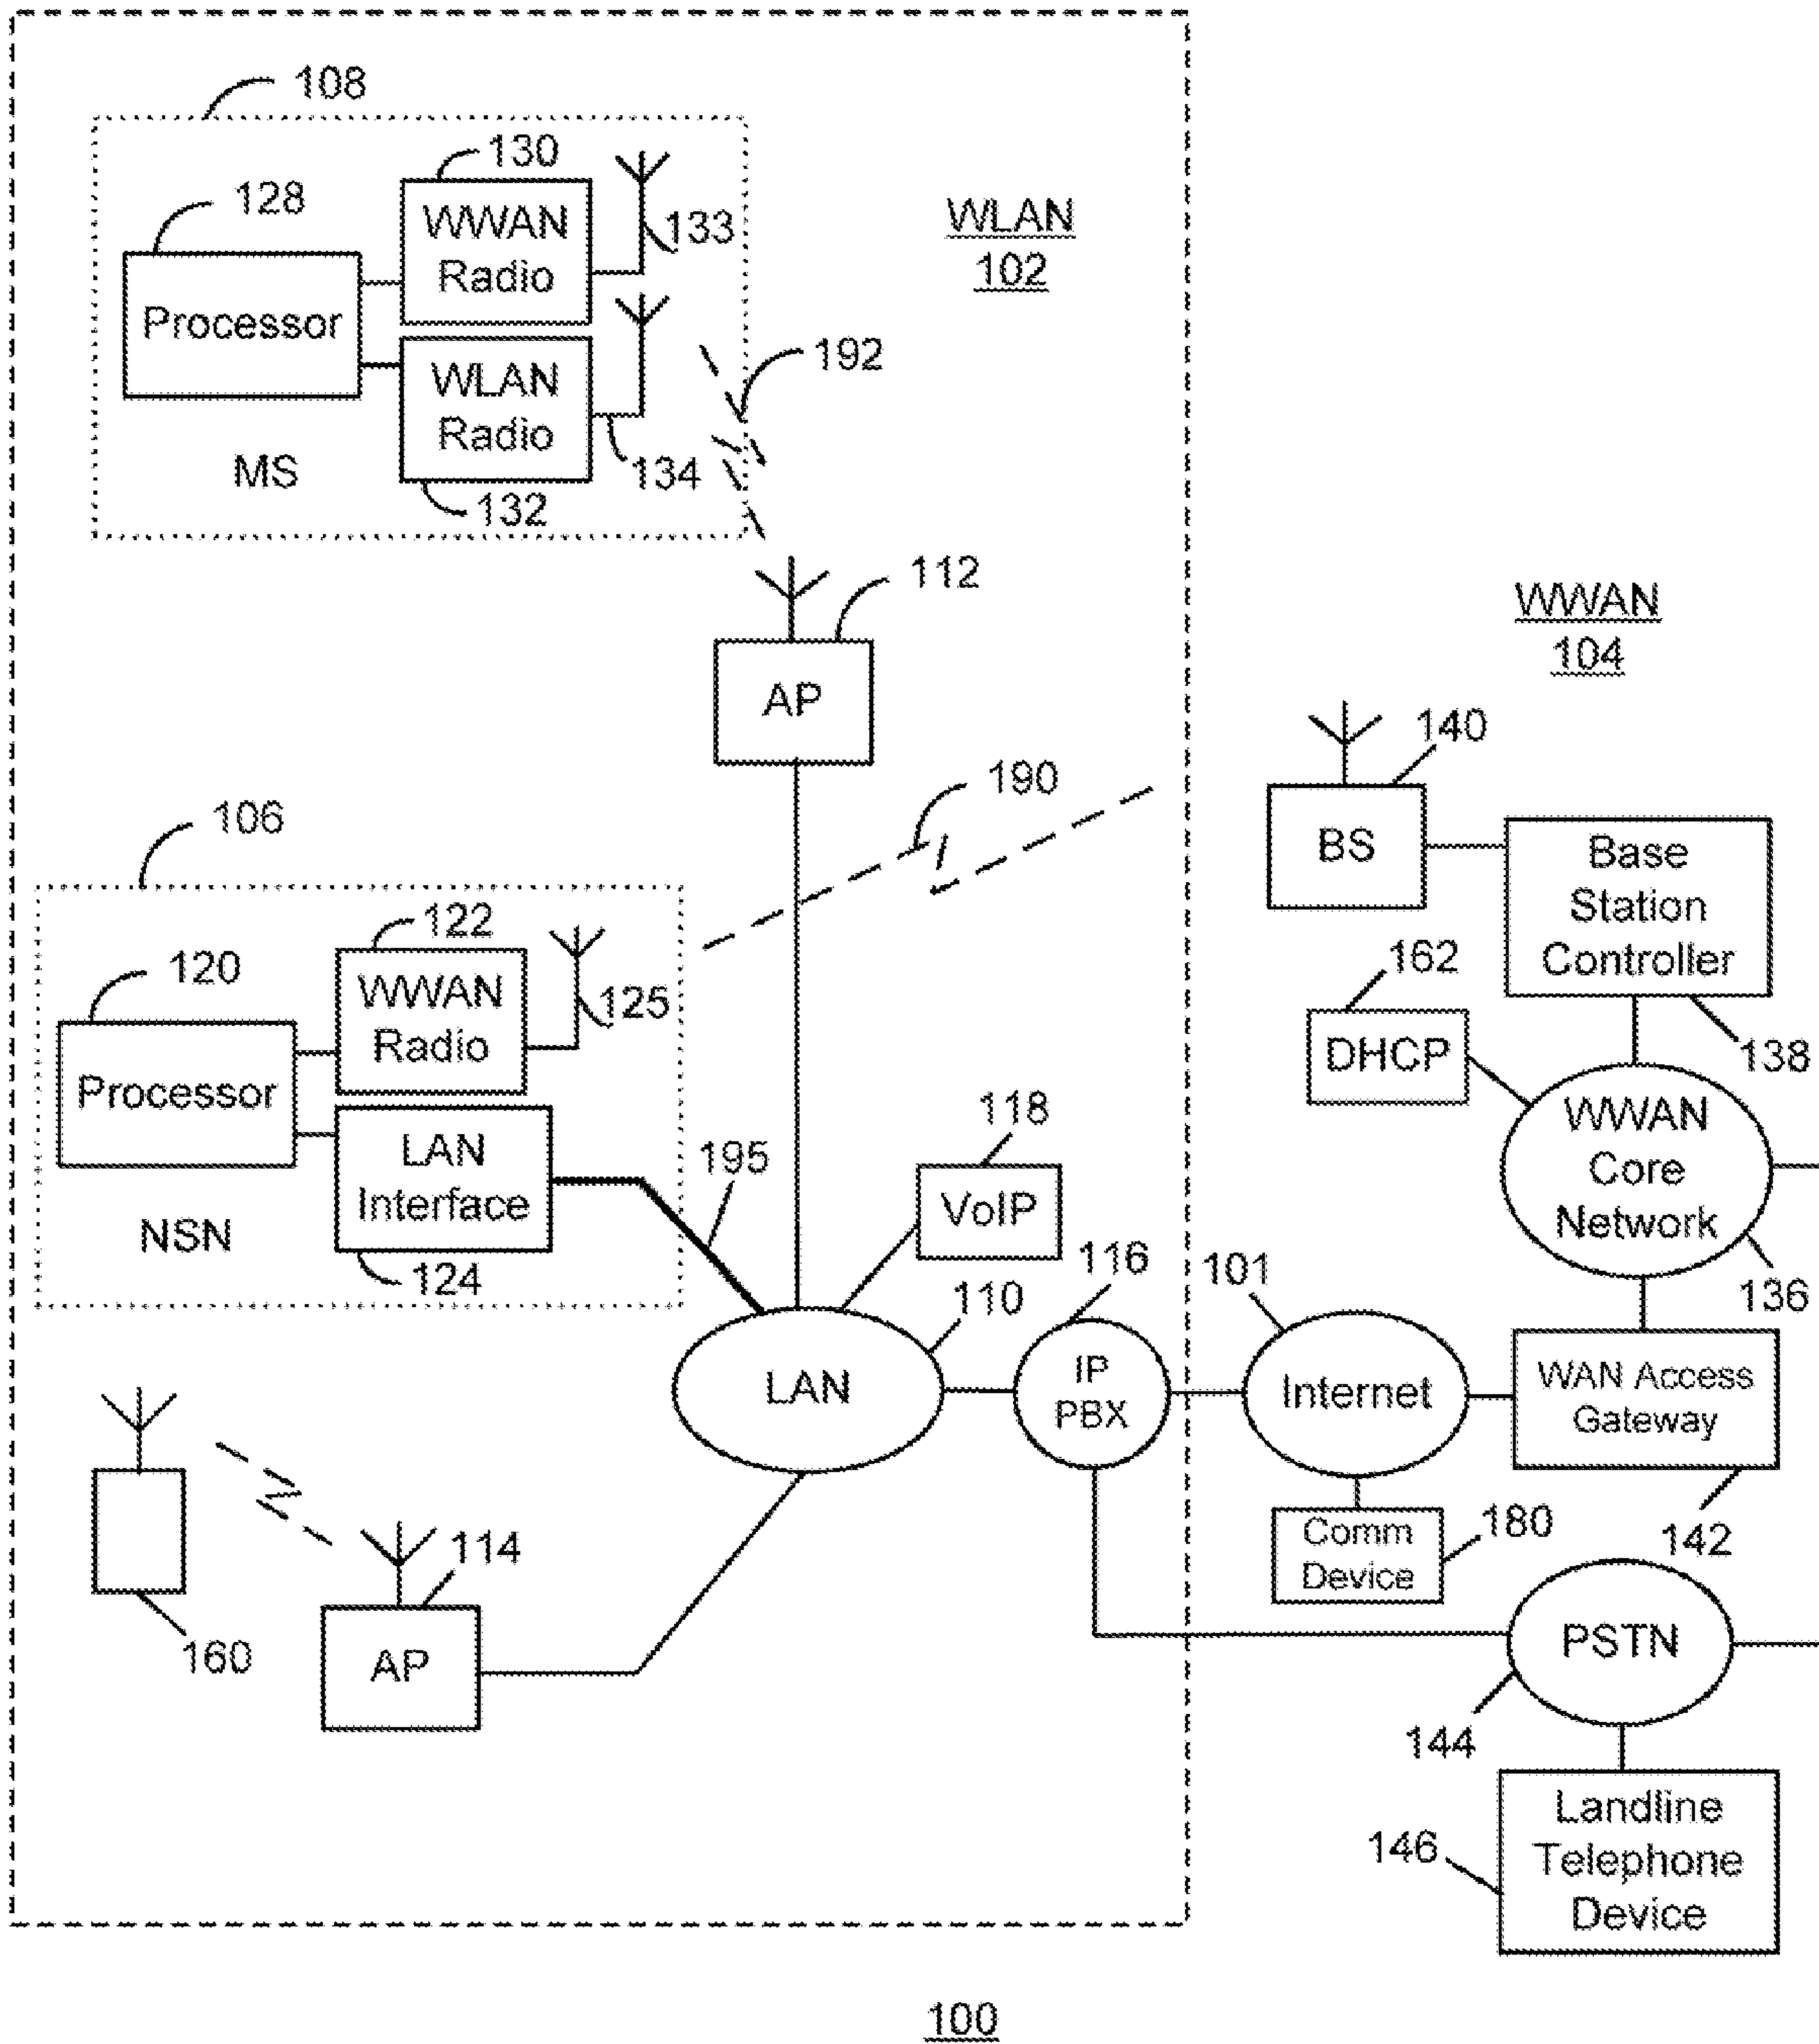 108
130
128
WWAN
Radio
133
Processor
WLAN
102
192
WLAN
Radio
134
MS
132
112
AP
WWAN
104
140
190
BS
Base
Station
Controller
106
122
162
120
WWAN
Radio
125
DHCP
138
Processor
LAN
Interface
195
118
VoIP
WWAN
Core
Network
NSN
124
116
101
136
110
LAN
IP
PBX
Internet
WAN Access
Gateway
114
Comm
Device
180
142
160
AP
PSTN
144
146
Landline
Telephone
Device
100